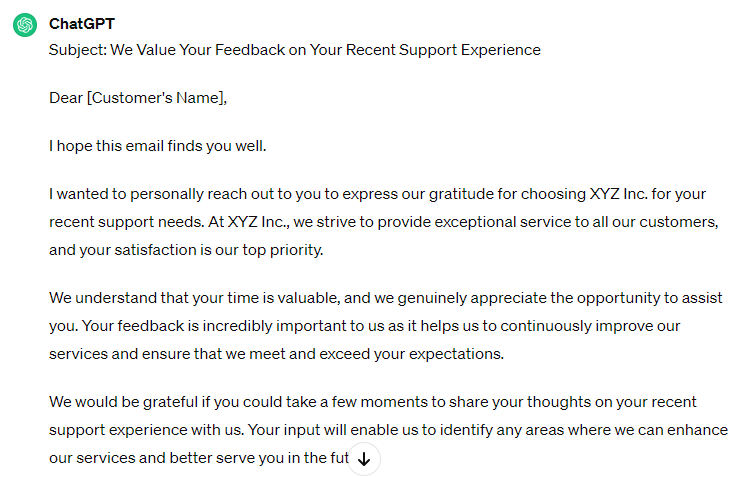 ChatGPT
Subject: We Value Your Feedback on Your Recent Support Experience
Dear [Customer's Name],
I hope this email finds you well.
I wanted to personally reach out to you to express our gratitude for choosing XYZ Inc. for your
recent support needs. At XYZ Inc., we strive to provide exceptional service to all our customers,
and your satisfaction is our top priority.
We understand that your time is valuable, and we genuinely appreciate the opportunity to assist
you. Your feedback is incredibly important to us as it helps us to continuously improve our
services and ensure that we meet and exceed your expectations.
We would be grateful if you could take a few moments to share your thoughts on your recent
support experience with us. Your input will enable us to identify any areas where we can enhance
our services and better serve you in the fut